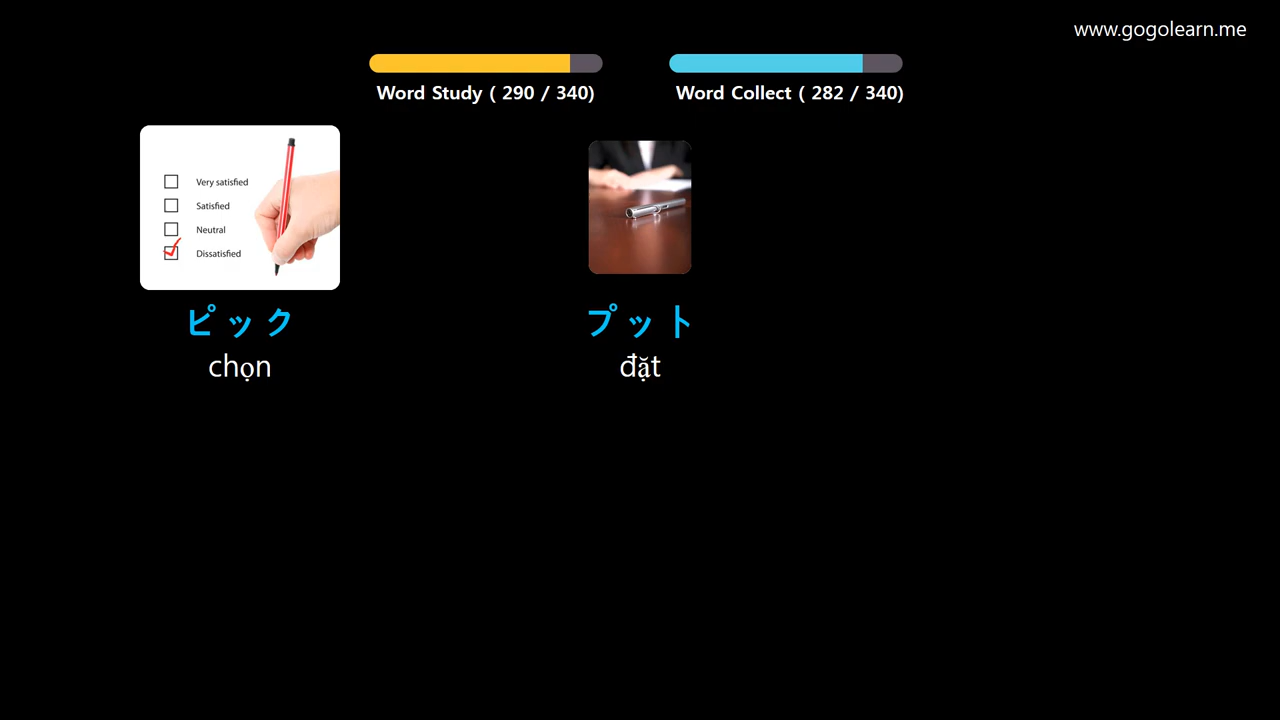 www.gogolearn.me
Word Study ( 290 / 340)
Word Collect ( 282 / 340)
Very satisfied
Satisfied
Neutral
Dissatisfied
ピック
プット
chọn
đặt